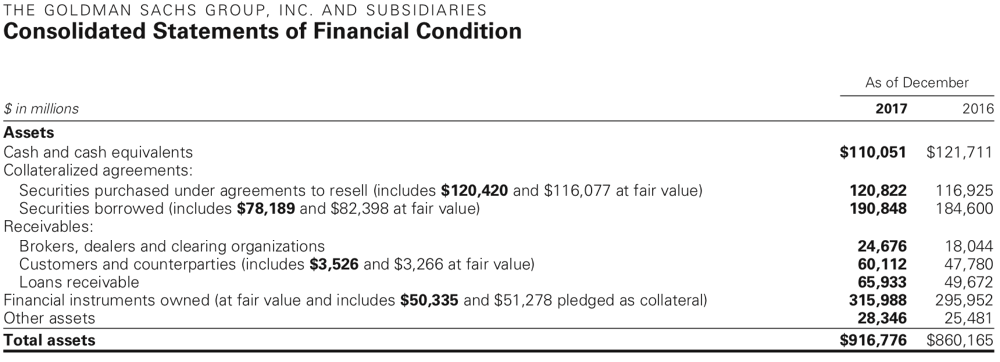 THE GOLDMAN SACHS GROUP, INC. AND SUBSIDIARIES
Consolidated Statements of Financial Condition
As of December
$ in millions 2017 2016
Assets
Cash and cash equivalents $110,051 $121,711
Collateralized agreements:
Securities purchased under agreements to resell (includes $120,420 and $116,077 at fair value) 120,822 116,925
Securities borrowed (includes $78,189 and $82,398 at fair value) 190,848 184,600
Receivables:
Brokers, dealers and clearing organizations 24,676 18,044
Customers and counterparties (includes $3,526 and $3,266 at fair value) 60,112 47,780
Loans receivable 65,933 49,672
Financial instruments owned (at fair value and includes $50,335 and $51,278 pledged as collateral) 315,988 295,952
Other assets 28,346 25,481
Total assets $916,776 $860,165